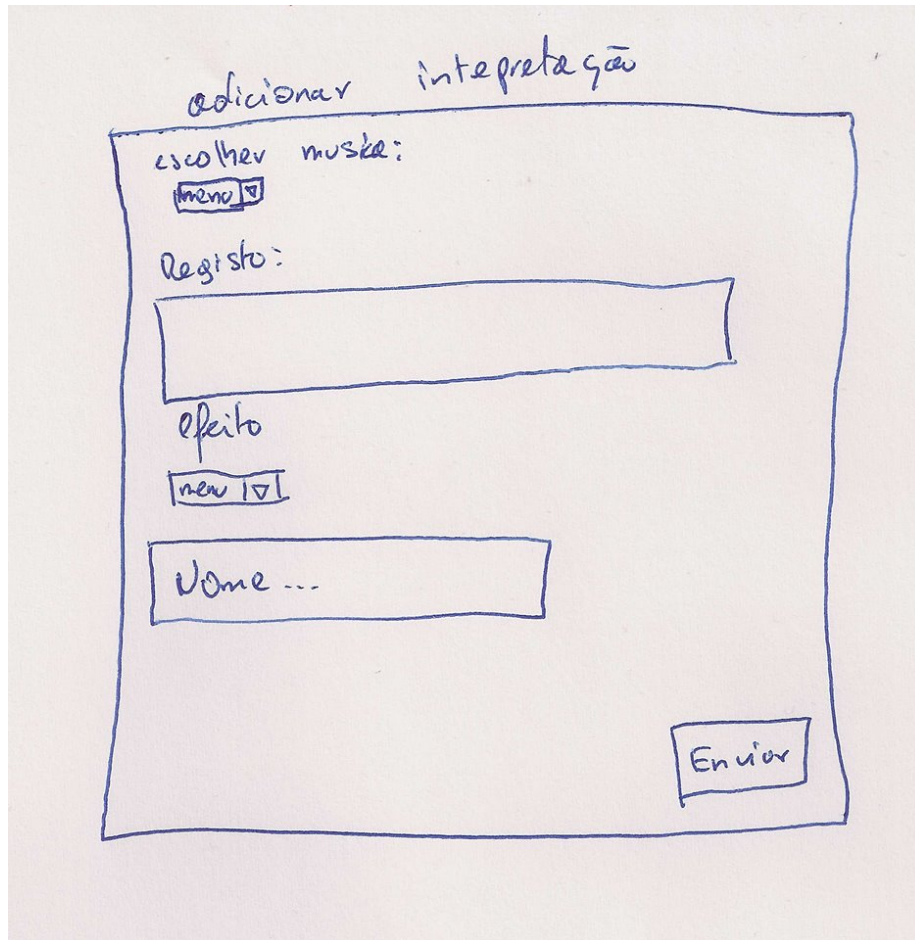 adicionar intepretação
escolher musica:
menu
Registo:
efeito
menu
Nome ...
Enviar